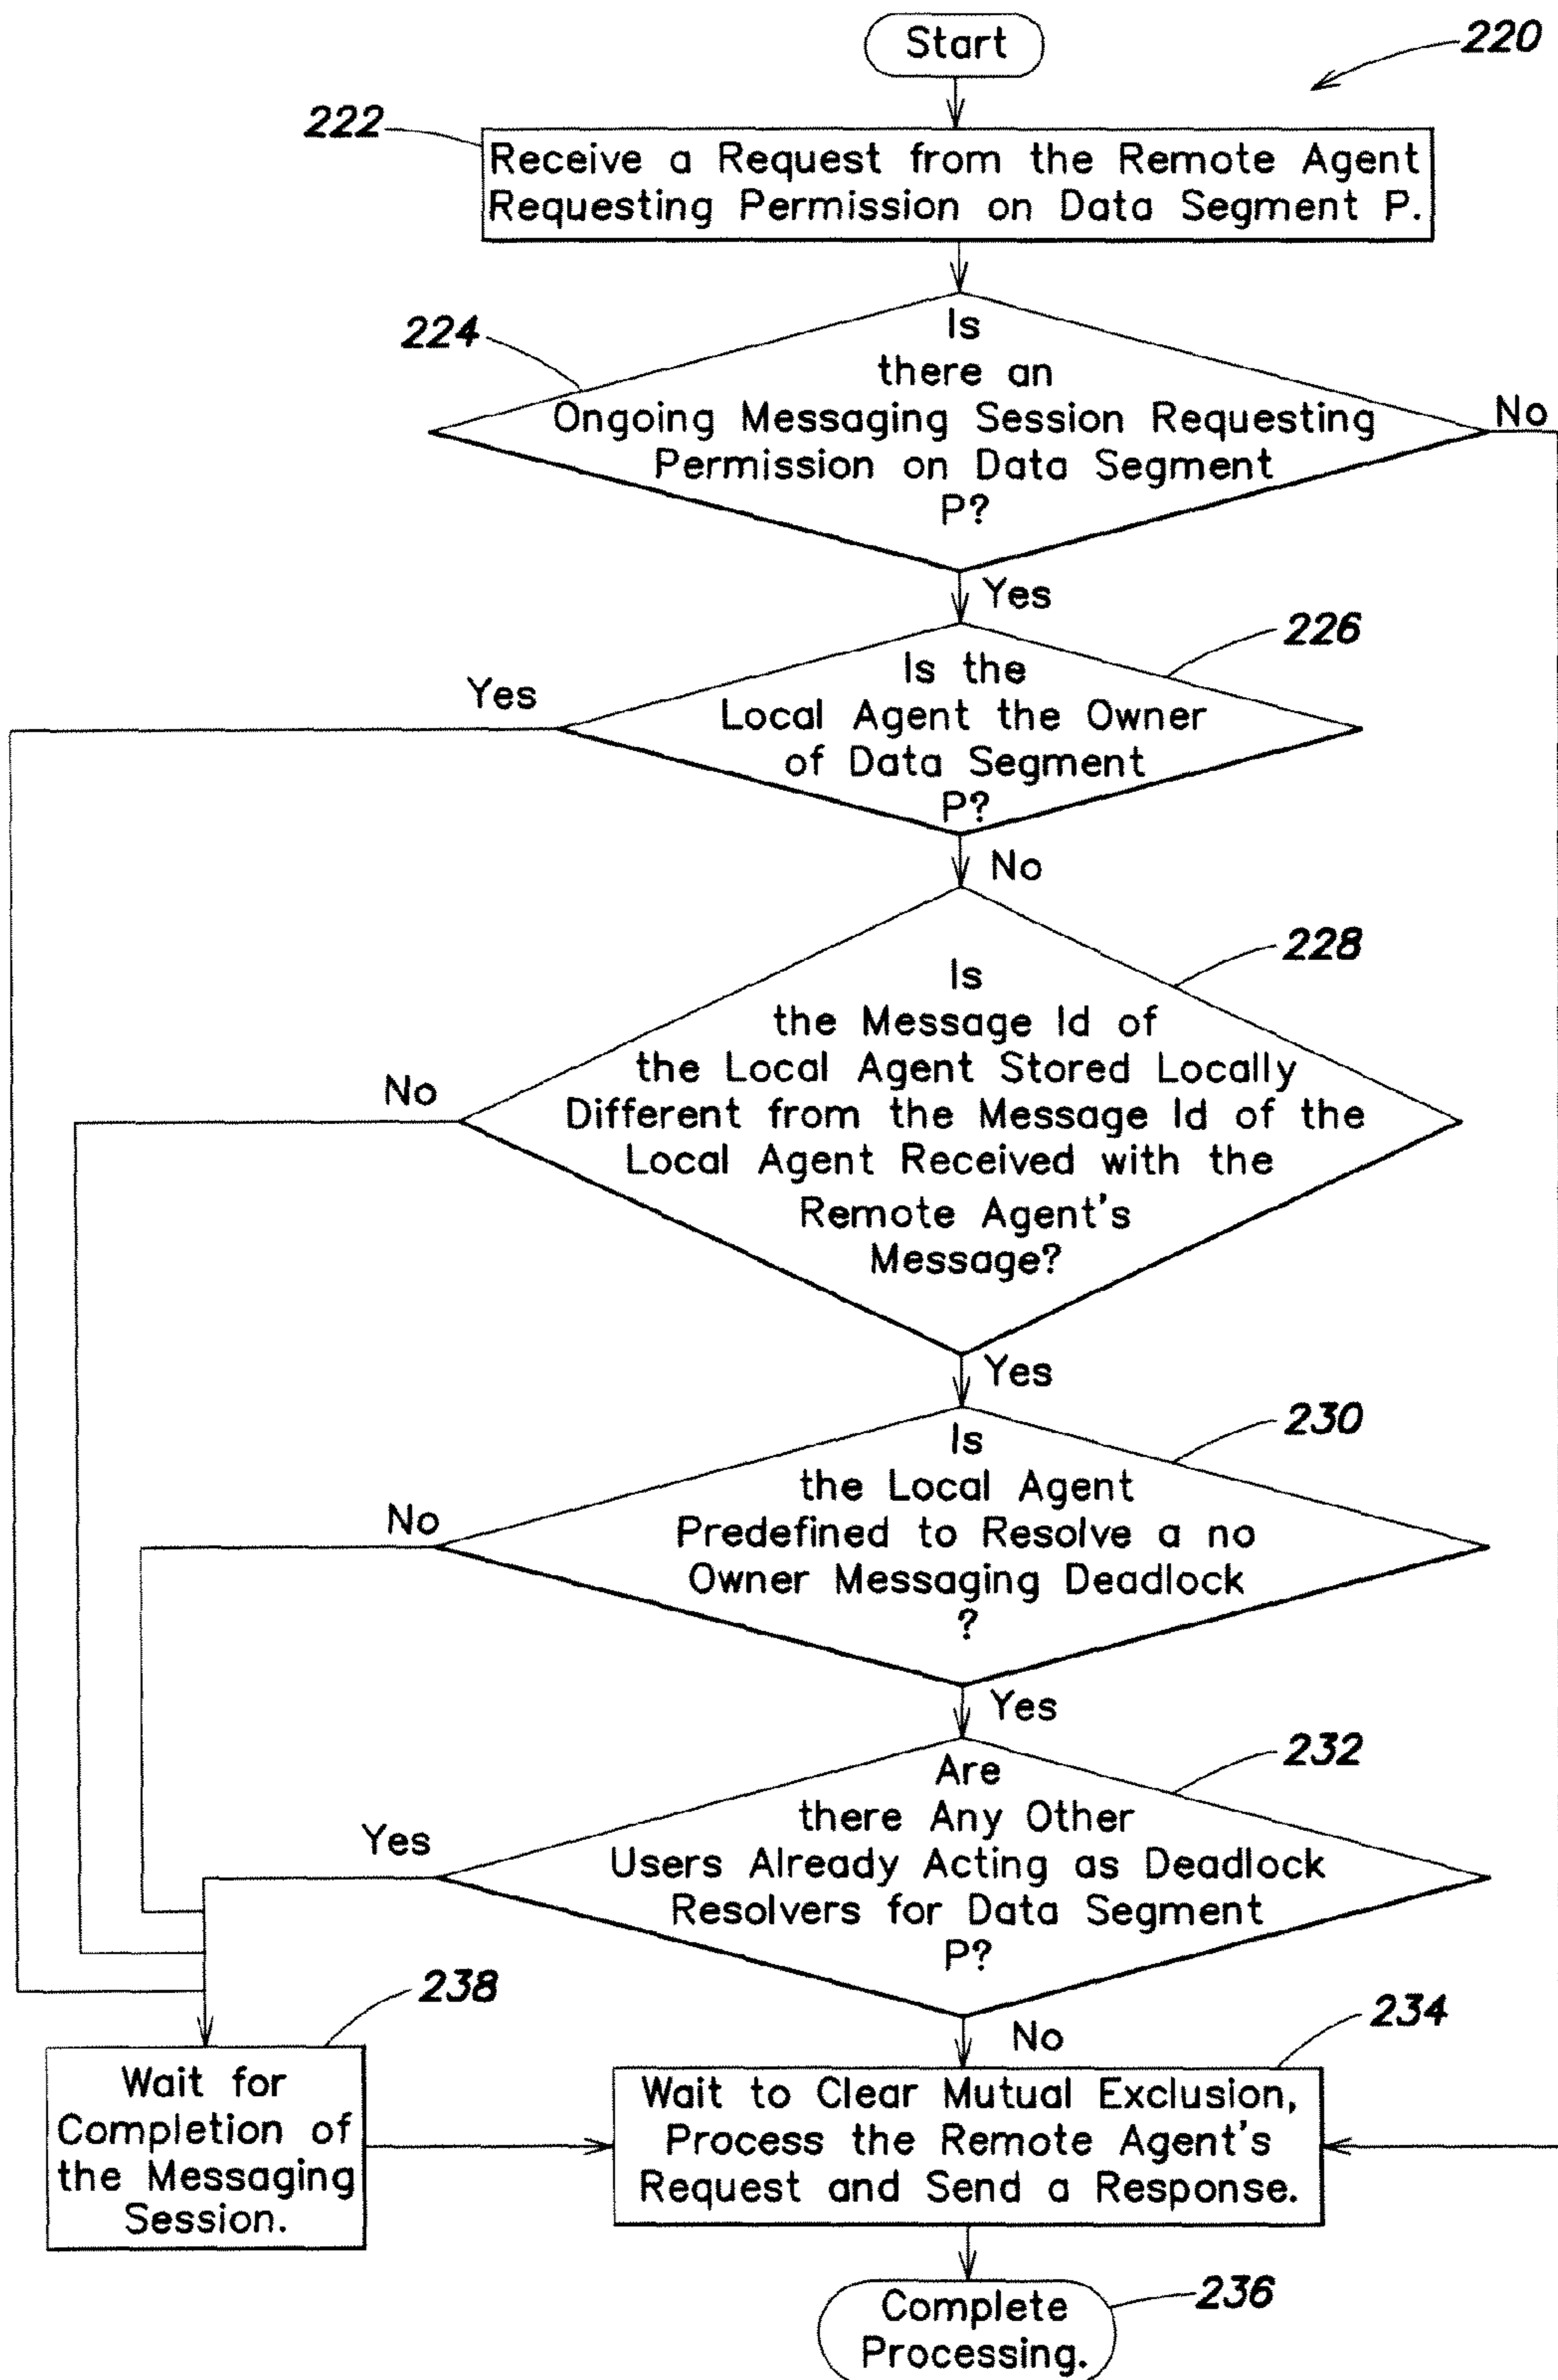 Start
220
222
Receive a Request from the Remote Agent
Requesting Permission on Data Segment P.
224
Is
there an
Ongoing Messaging Session Requesting
Permission on Data Segment
P?
No
Yes
226
Is the
Local Agent the Owner
of Data Segment
P?
Yes
No
228
Is
the Message Id of
the Local Agent Stored Locally
Different from the Message Id of the
Local Agent Received with the
Remote Agent's
Message?
No
Yes
230
Is
the Local Agent
Predefined to Resolve a no
Owner Messaging Deadlock
?
No
Yes
232
Are
there Any Other
Users Already Acting as Deadlock
Resolvers for Data Segment
P?
Yes
No
238
Wait for
Completion of
the Messaging
Session.
234
Wait to Clear Mutual Exclusion,
Process the Remote Agent's
Request and Send a Response.
236
Complete
Processing.